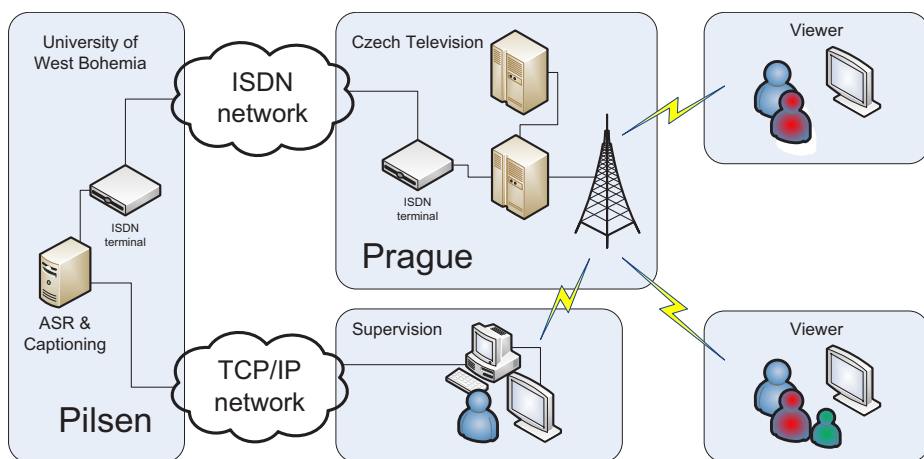 University of
West Bohemia
ISDN
terminal
ASR &
Captioning
Pilsen
ISDN
network
TCP/IP
network
Czech Television
ISDN
terminal
Prague
Supervision
Viewer
Viewer